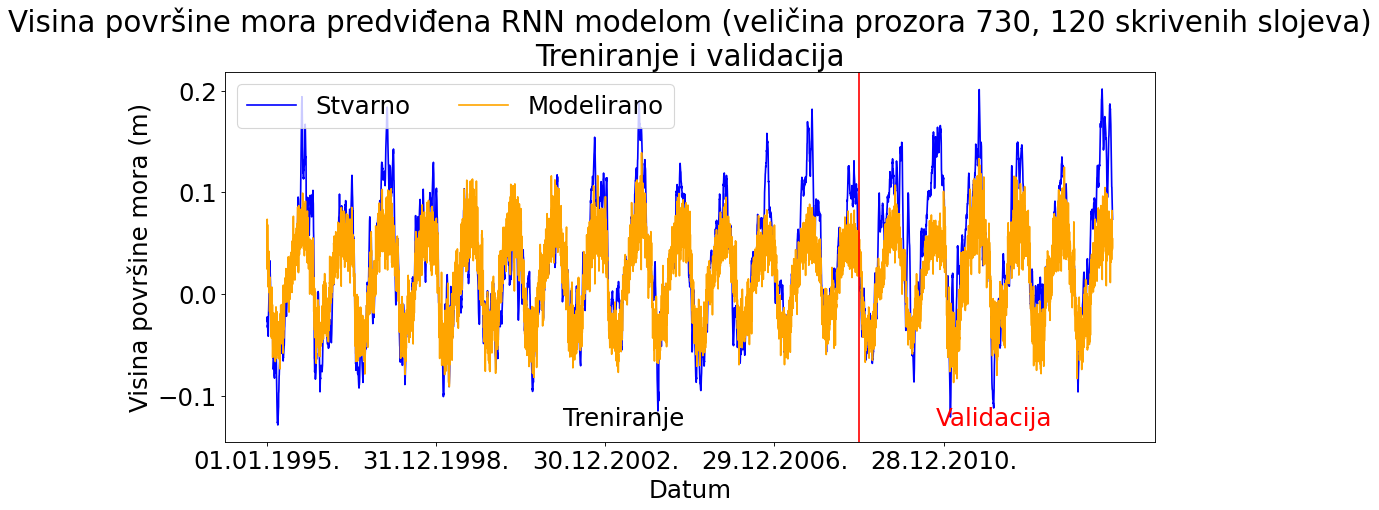 Visina površine mora predviđena RNN modelom (veličina prozora 730, 120 skrivenih slojeva)
Treniranje i validacija
Stvarno
Modelirano
Visina površine mora (m)
0.2
0.1
0.0
−0.1
Treniranje
Validacija
01.01.1995.
31.12.1998.
30.12.2002.
29.12.2006.
28.12.2010.
Datum